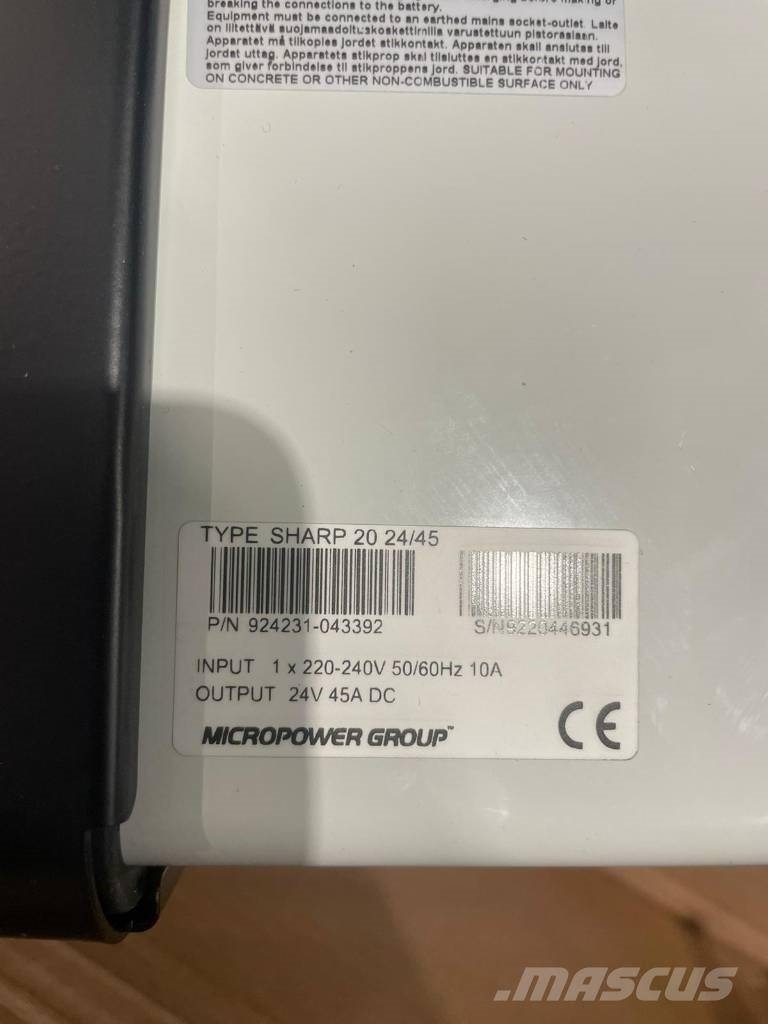 breaking the connections to the battery.
Equipment must be connected to an earthed mains socket-outlet. Laite
on liitettävä suojamaadoituskoskettimilla varustettuun pistorasiaan.
Apparatet må tilkoples jordet stikkontakt. Apparaten skall anslutas till
jordat uttag. Apparatets stikprop skal tilsluttes en stikkontakt med jord,
som giver forbindelse til stikproppens jord. SUITABLE FOR MOUNTING
ON CONCRETE OR OTHER NON-COMBUSTIBLE SURFACE ONLY
TYPE SHARP 20 24/45
P/N 924231-043392
S/N9220446931
INPUT 1 x 220-240V 50/60Hz 10A
OUTPUT 24V 45A DC
MICROPOWER GROUP™
CE
MASCUS